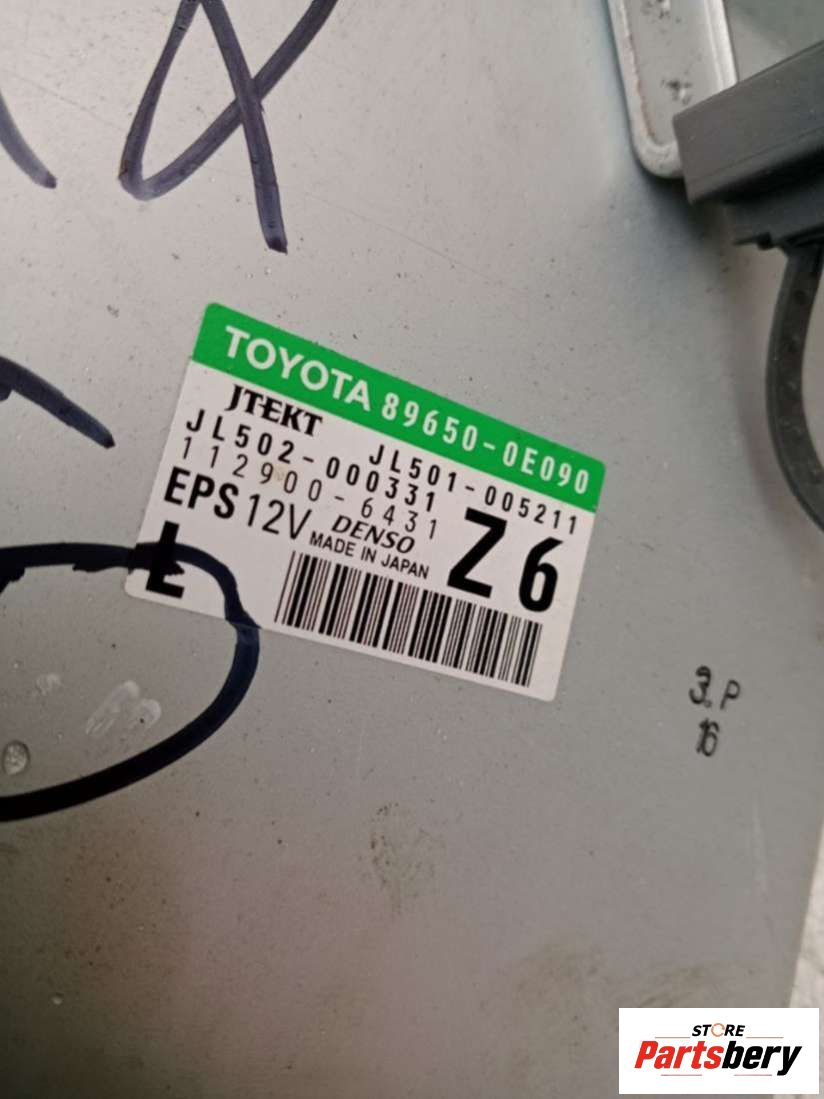 TOYOTA 89650-0E090
JTEKT JL501-005211
JL502-000331
112900-6431
EPS 12V DENSO Z6
MADE IN JAPAN
L
3.P
16
STORE
Partsbery